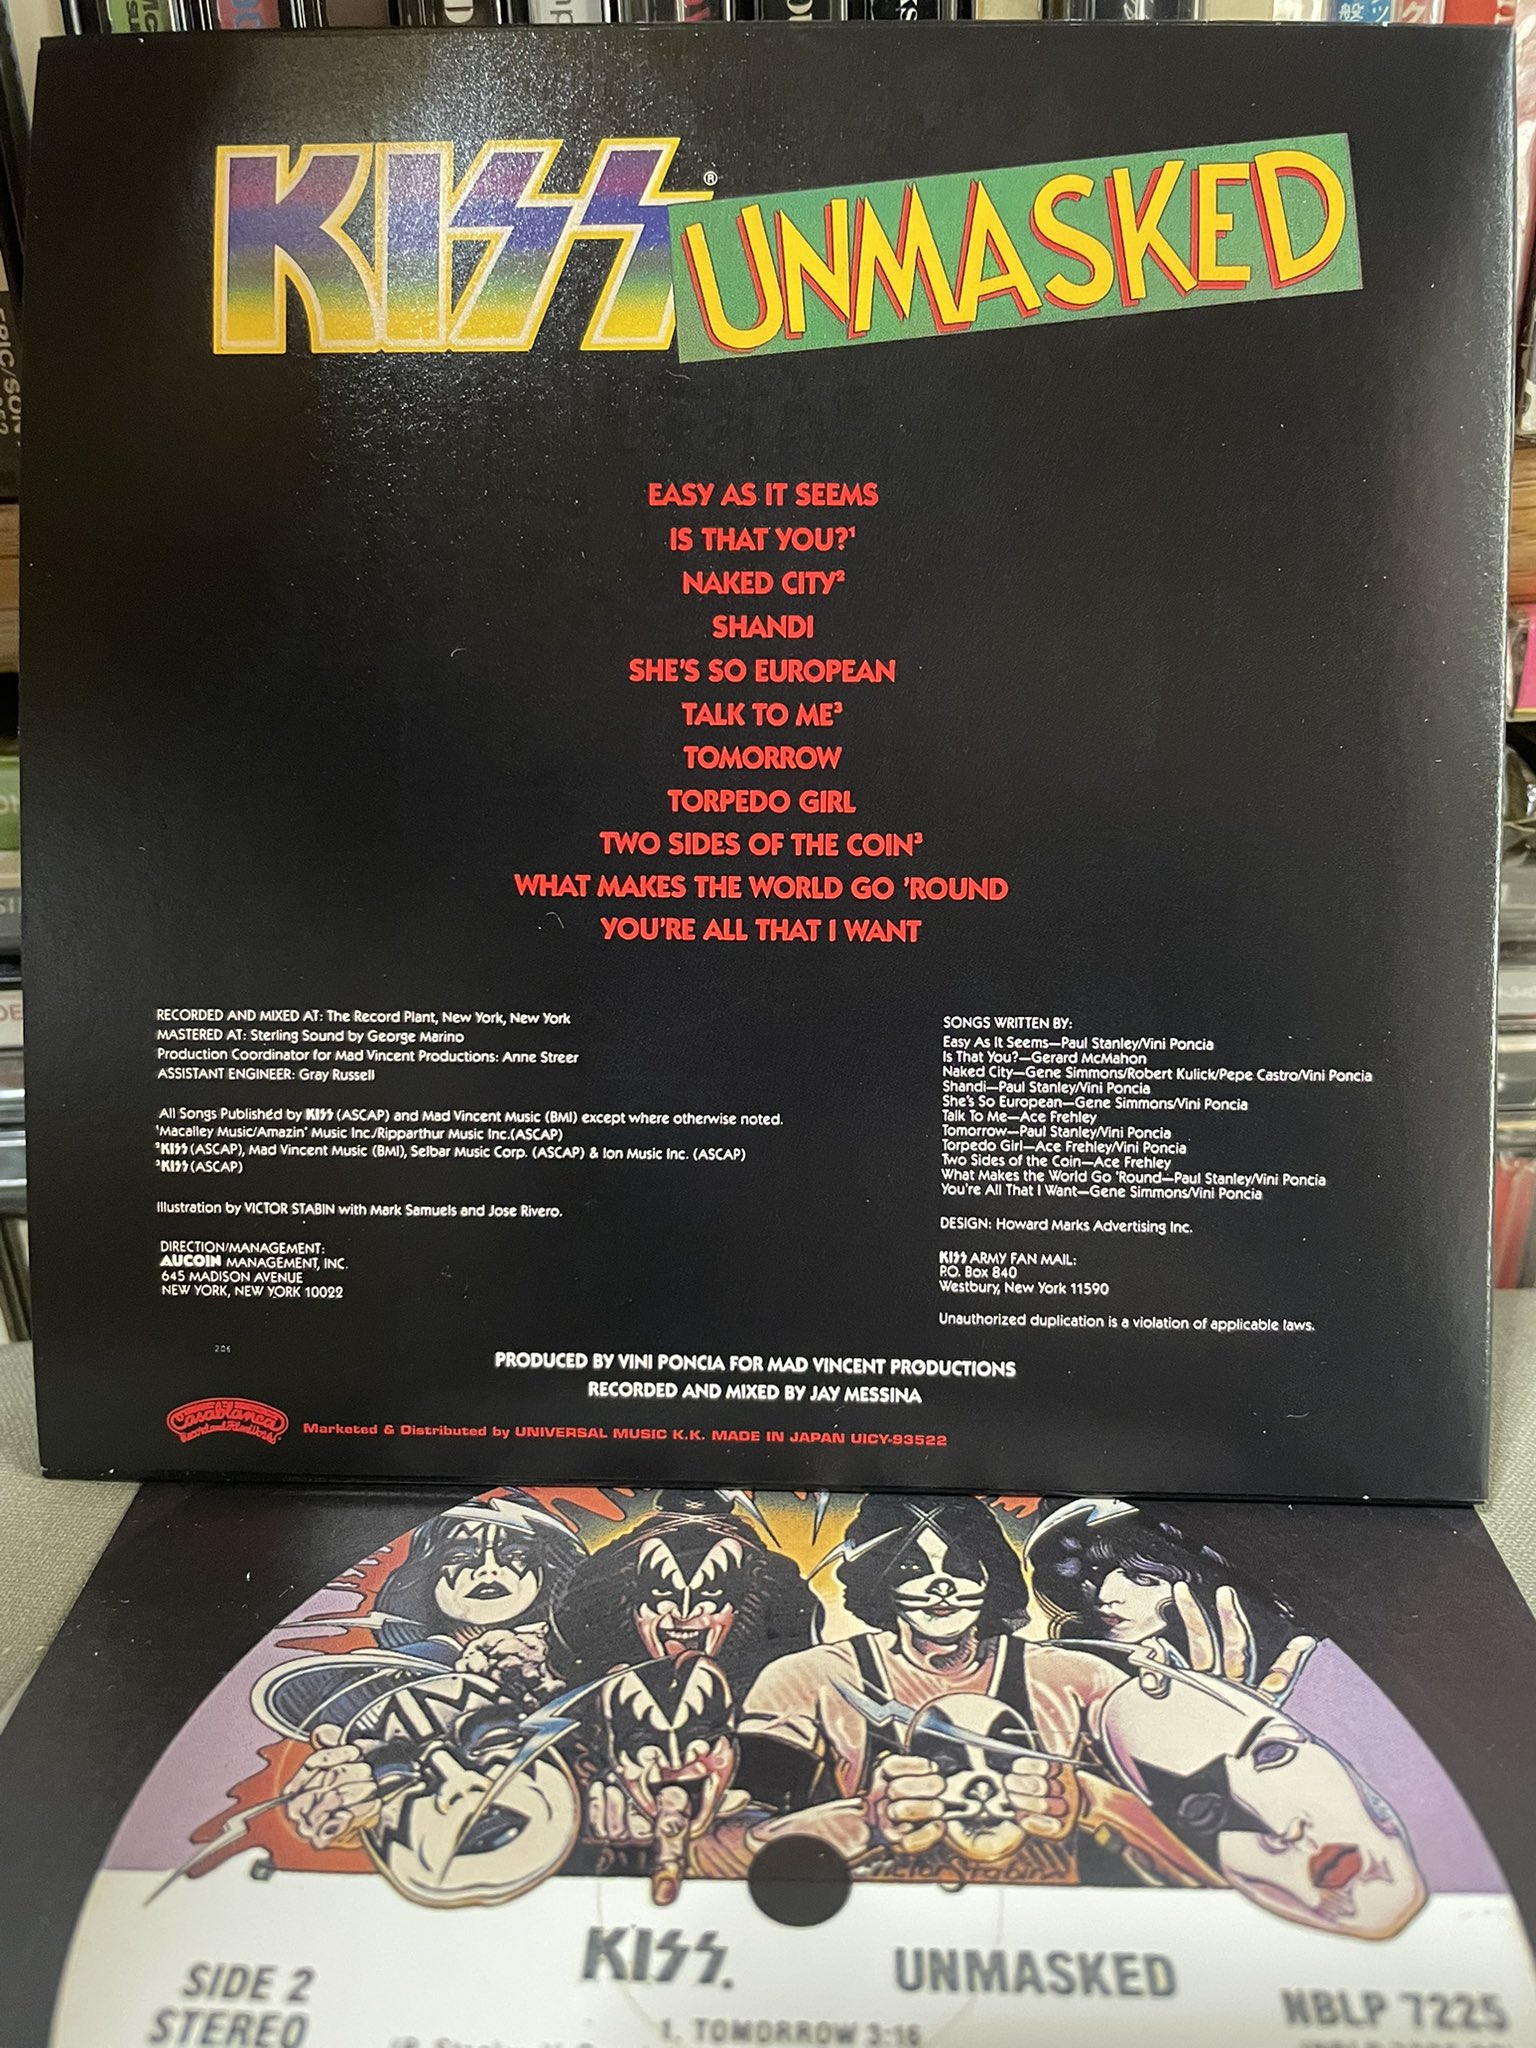 盤ツク
EPIC/SON
KISS® UNMASKED
EASY AS IT SEEMS
IS THAT YOU?¹
NAKED CITY²
SHANDI
SHE'S SO EUROPEAN
TALK TO ME³
TOMORROW
TORPEDO GIRL
TWO SIDES OF THE COIN³
WHAT MAKES THE WORLD GO 'ROUND
YOU'RE ALL THAT I WANT
RECORDED AND MIXED AT: The Record Plant, New York, New York
MASTERED AT: Sterling Sound by George Marino
Production Coordinator for Mad Vincent Productions: Anne Streer
ASSISTANT ENGINEER: Gray Russell
All Songs Published by KISS (ASCAP) and Mad Vincent Music (BMI) except where otherwise noted.
¹Macalley Music/Amazin' Music Inc./Ripparthur Music Inc.(ASCAP)
²KISS (ASCAP), Mad Vincent Music (BMI), Selbar Music Corp. (ASCAP) & Ion Music Inc. (ASCAP)
³KISS (ASCAP)
Illustration by VICTOR STABIN with Mark Samuels and Jose Rivero.
DIRECTION/MANAGEMENT:
AUCOIN MANAGEMENT, INC.
645 MADISON AVENUE
NEW YORK, NEW YORK 10022
SONGS WRITTEN BY:
Easy As It Seems—Paul Stanley/Vini Poncia
Is That You?—Gerard McMahon
Naked City—Gene Simmons/Robert Kulick/Pepe Castro/Vini Poncia
Shandi—Paul Stanley/Vini Poncia
She's So European—Gene Simmons/Vini Poncia
Talk To Me—Ace Frehley
Tomorrow—Paul Stanley/Vini Poncia
Torpedo Girl—Ace Frehley/Vini Poncia
Two Sides of the Coin—Ace Frehley
What Makes the World Go 'Round—Paul Stanley/Vini Poncia
You're All That I Want—Gene Simmons/Vini Poncia
DESIGN: Howard Marks Advertising Inc.
KISS ARMY FAN MAIL:
P.O. Box 840
Westbury, New York 11590
Unauthorized duplication is a violation of applicable laws.
206
PRODUCED BY VINI PONCIA FOR MAD VINCENT PRODUCTIONS
RECORDED AND MIXED BY JAY MESSINA
Casablanca
Record and FilmWorks
Marketed & Distributed by UNIVERSAL MUSIC K.K. MADE IN JAPAN UICY-93522
Victor Stabin
KISS. UNMASKED
SIDE 2
STEREO
NBLP 7225
1. TOMORROW 3:16